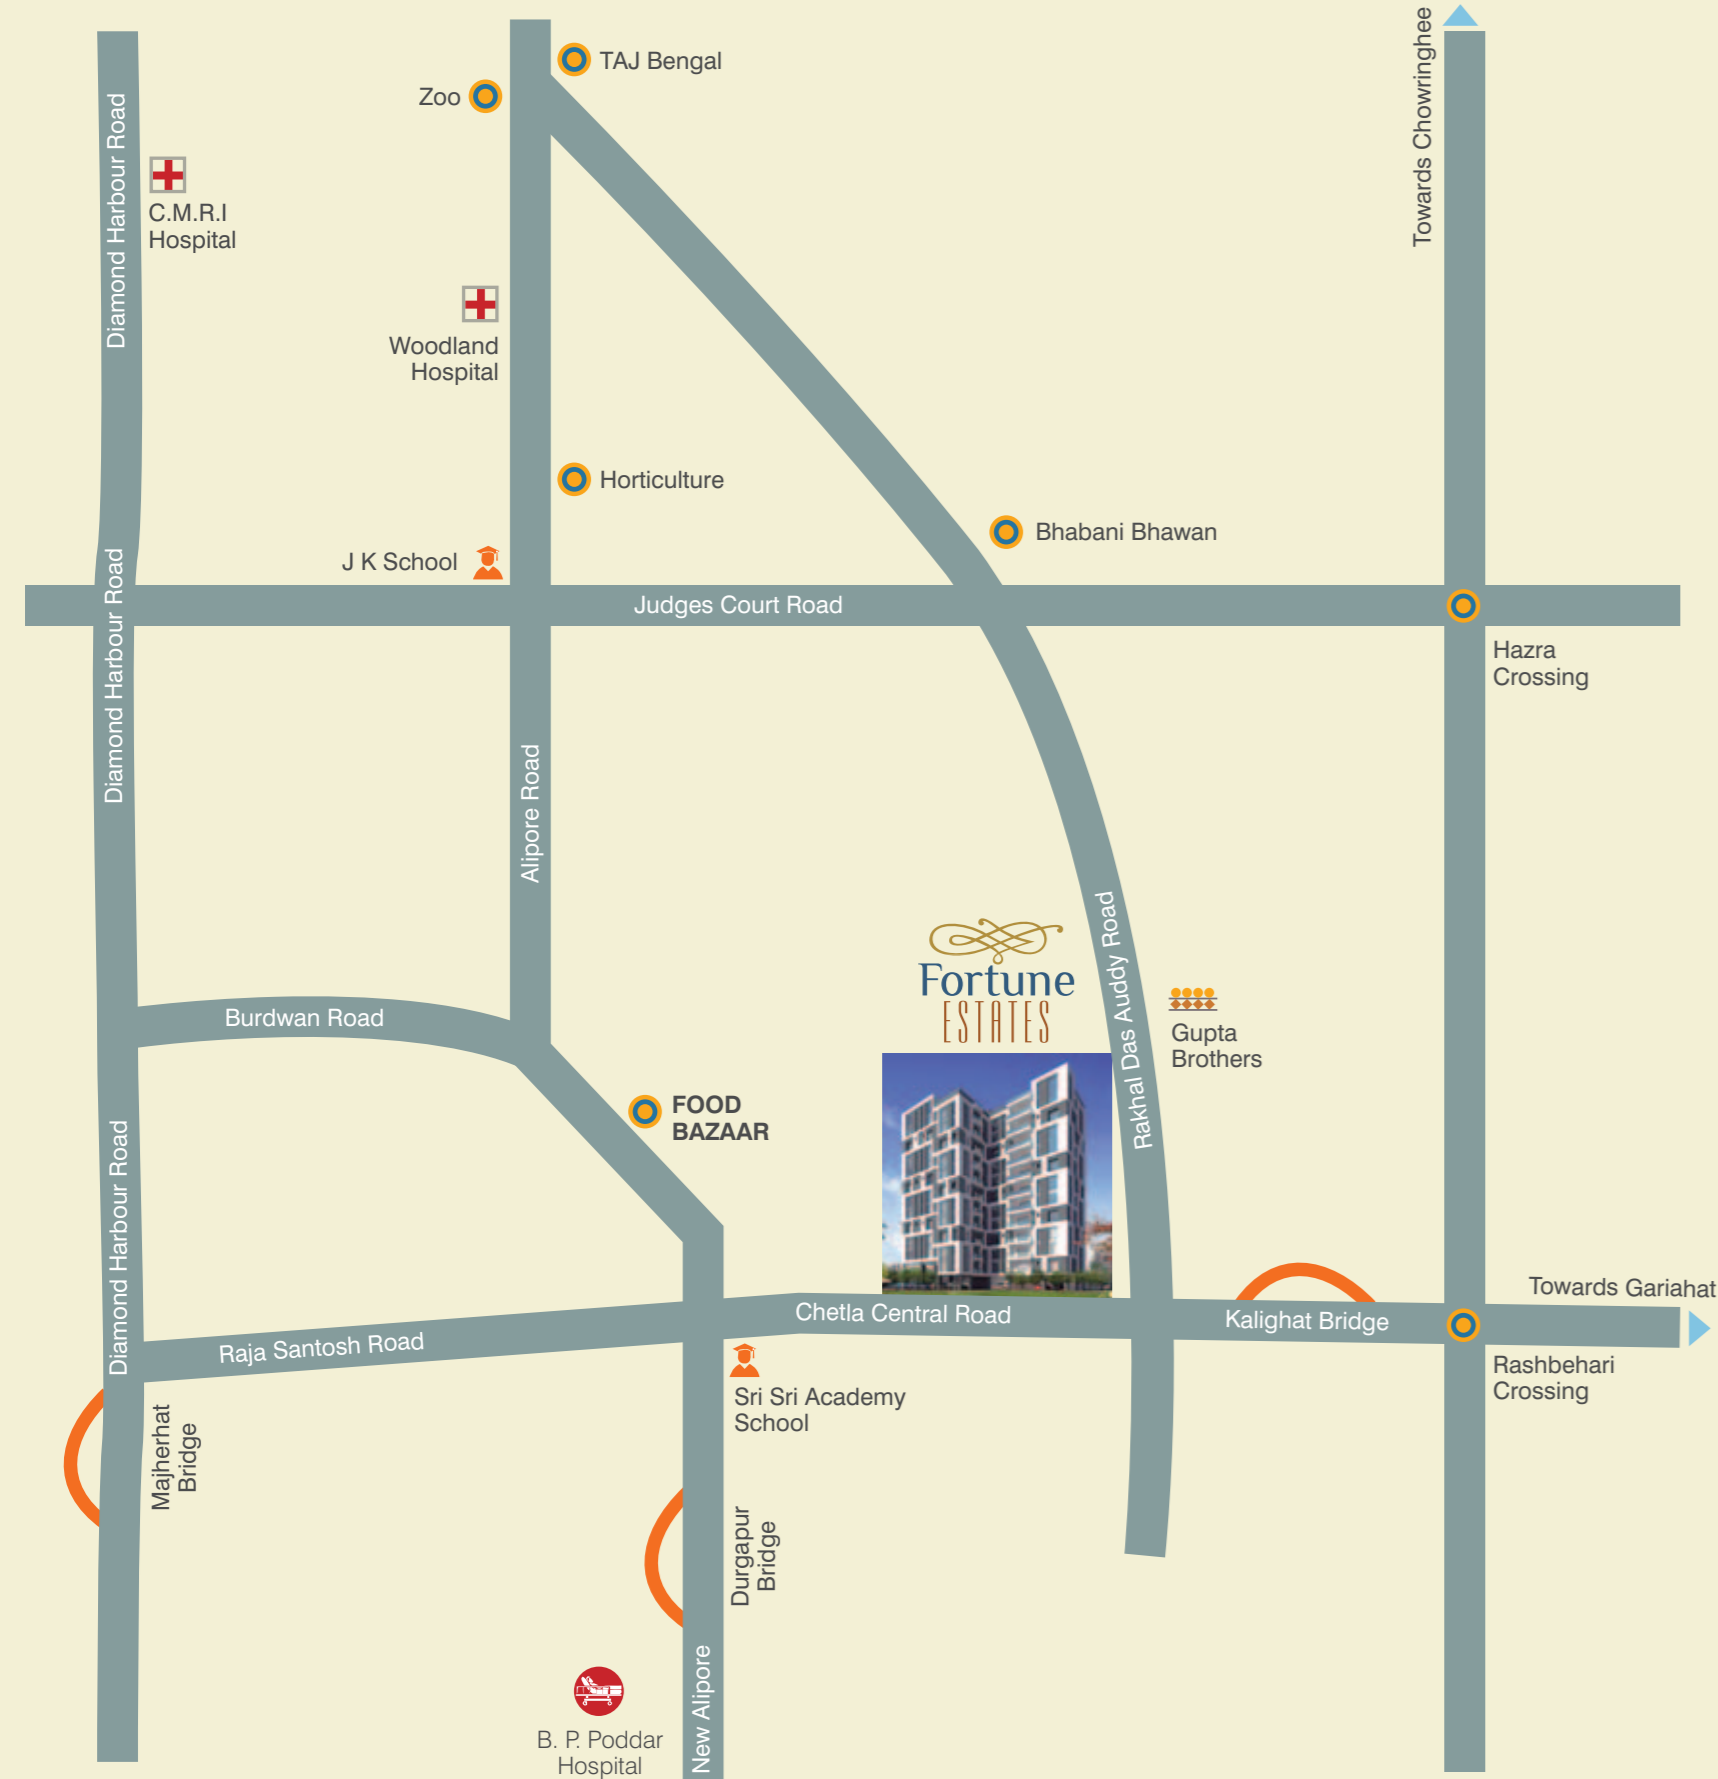 Towards Chowringhee
TAJ Bengal
Zoo
Diamond Harbour Road
C.M.R.I
Hospital
Woodland
Hospital
Horticulture
Bhabani Bhawan
J K School
Judges Court Road
Diamond Harbour Road
Hazra
Crossing
Alipore Road
Rakhal Das Auddy Road
Fortune
ESTATES
Burdwan Road
Gupta
Brothers
FOOD
BAZAAR
Diamond Harbour Road
Towards Gariahat
Chetla Central Road
Kalighat Bridge
Raja Santosh Road
Rashbehari
Crossing
Sri Sri Academy
School
Majherhat
Bridge
Durgapur
Bridge
New Alipore
B. P. Poddar
Hospital